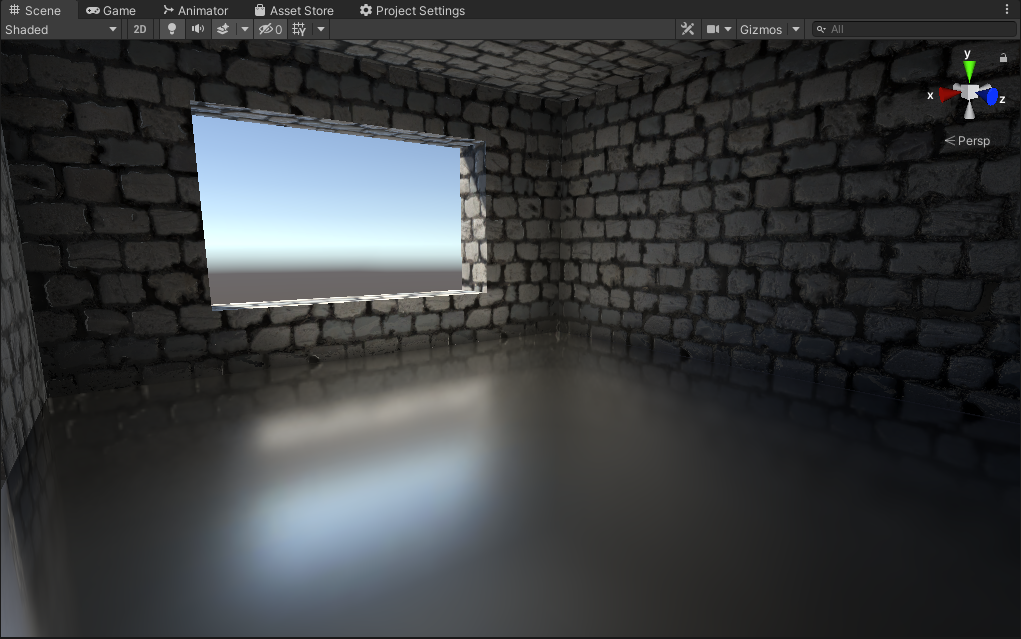 Scene Game Animator Asset Store Project Settings
Shaded 2D 0 Gizmos All
y
x z
Persp